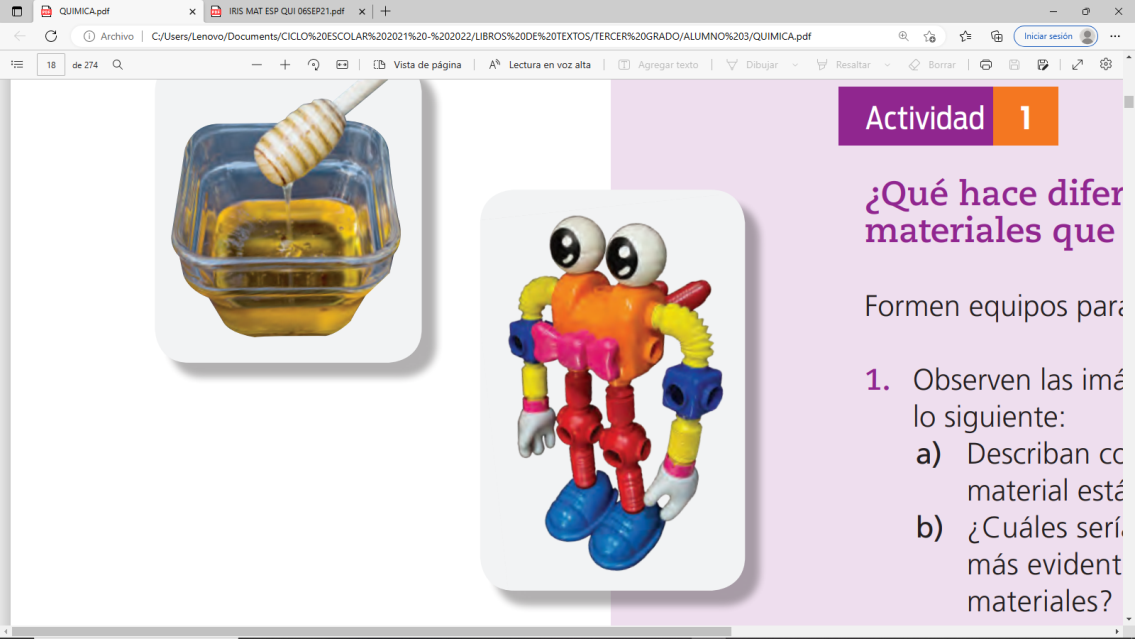 QUIMICA.pdf
IRIS MAT ESP QUI 06SEP21.pdf
Archivo
C:/Users/Lenovo/Documents/CICLO%20ESCOLAR%202021%20-%202022/LIBROS%20DE%20TEXTOS/TERCER%20GRADO/ALUMNO%203/QUIMICA.pdf
Iniciar sesión
18 de 274
Vista de página
Lectura en voz alta
Agregar texto
Dibujar
Resaltar
Borrar
Actividad 1
¿Qué hace difer
materiales que
Formen equipos para
1. Observen las imá
lo siguiente:
a) Describan co
material está
b) ¿Cuáles sería
más evident
materiales?